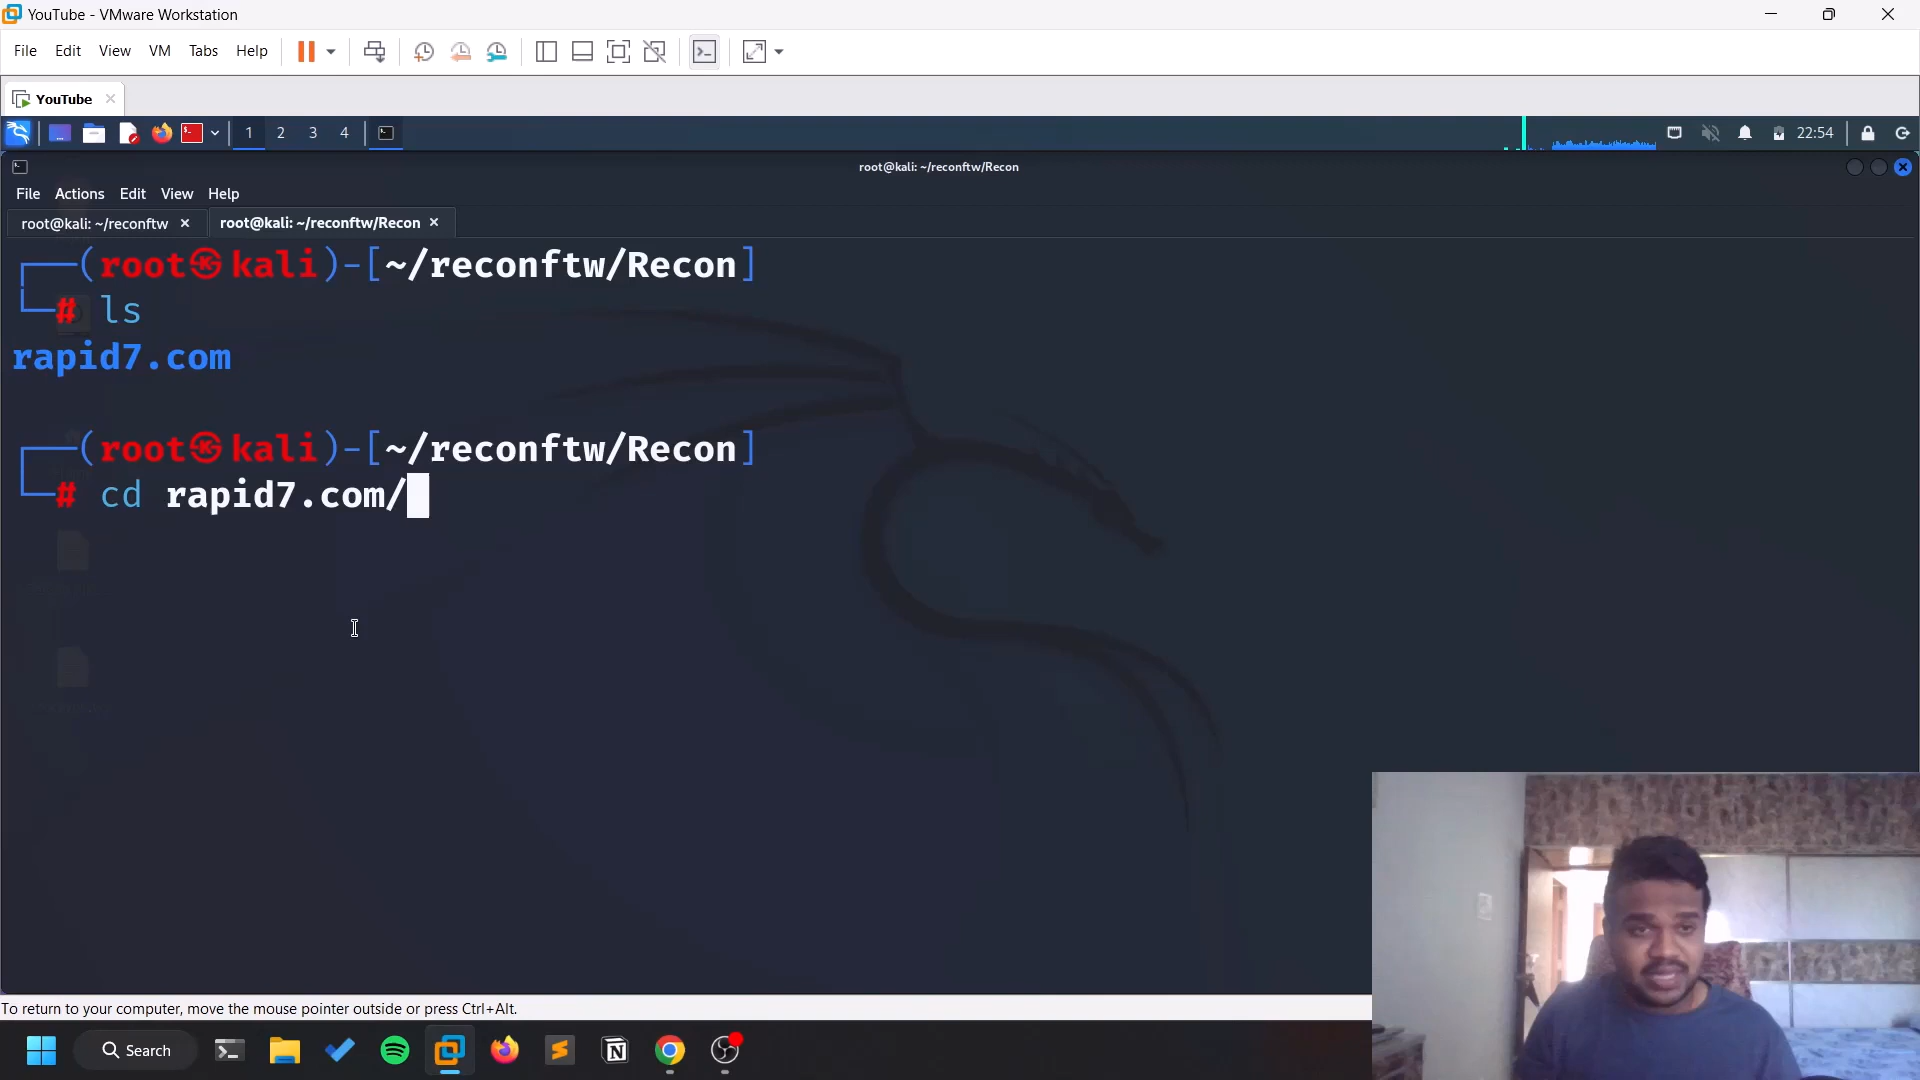 YouTube - VMware Workstation
File Edit View VM Tabs Help
YouTube
1 2 3 4 22:54
root@kali: ~/reconftw/Recon
File Actions Edit View Help
root@kali: ~/reconftw root@kali: ~/reconftw/Recon
┌──(root㉿kali)-[~/reconftw/Recon]
└─# ls
rapid7.com
┌──(root㉿kali)-[~/reconftw/Recon]
└─# cd rapid7.com/
To return to your computer, move the mouse pointer outside or press Ctrl+Alt.
Search